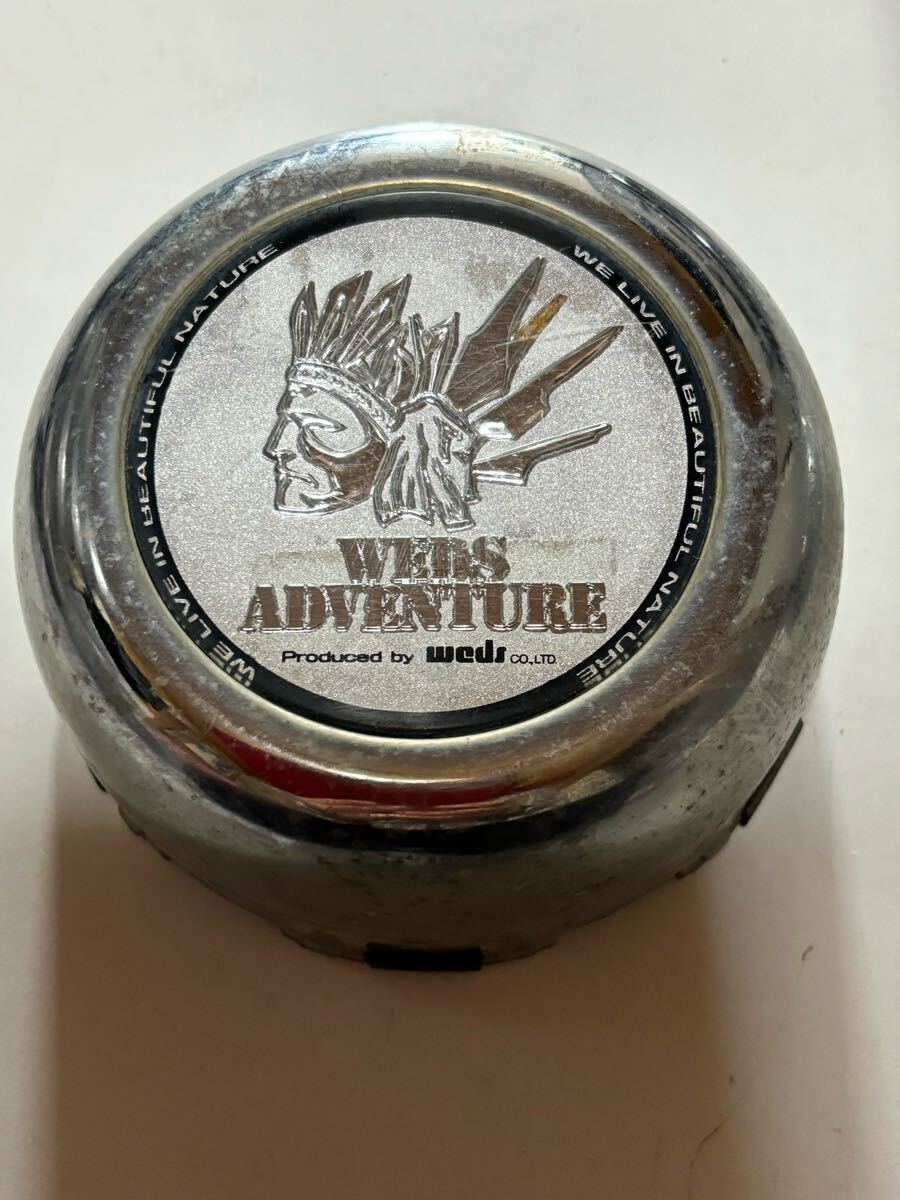 WE LIVE IN BEAUTIFUL NATURE
WE LIVE IN BEAUTIFUL NATURE
WEDS
ADVENTURE
Produced by weds CO.,LTD.